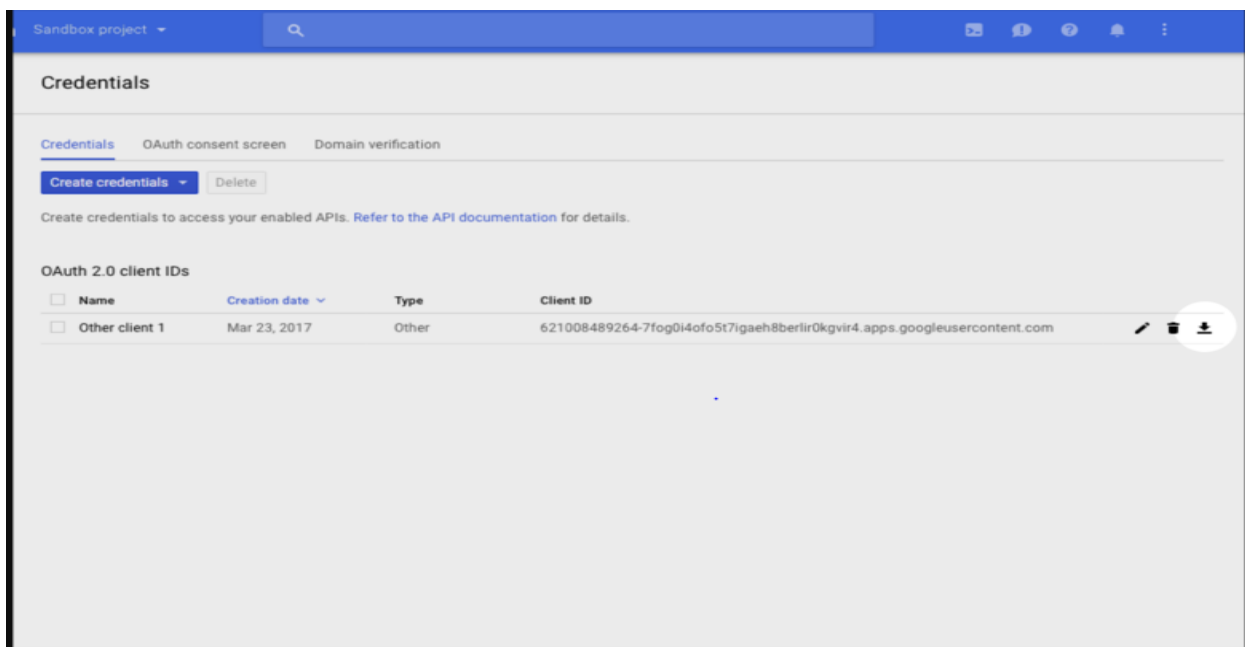 Sandbox project
Credentials
Credentials OAuth consent screen Domain verification
Create credentials Delete
Create credentials to access your enabled APIs. Refer to the API documentation for details.
OAuth 2.0 client IDs
Name Creation date Type Client ID
Other client 1 Mar 23, 2017 Other 621008489264-7fog0i4ofo5t7igaeh8berlir0kgvir4.apps.googleusercontent.com